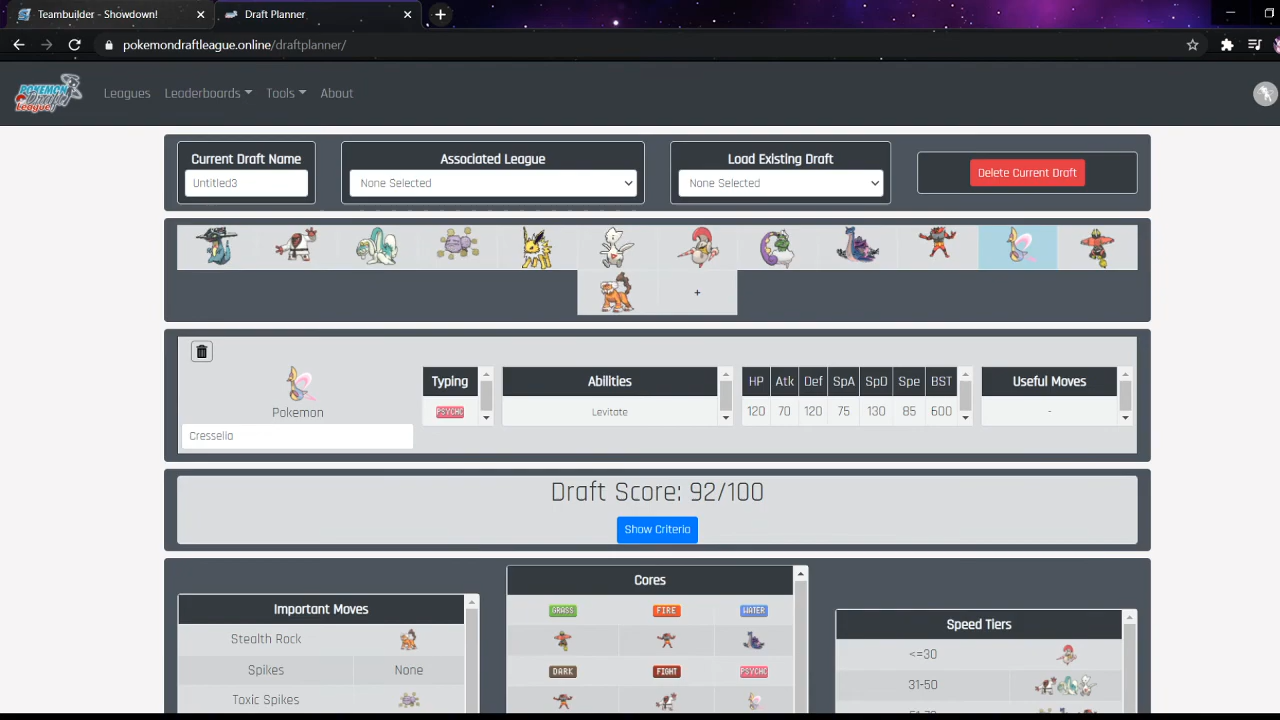 Teambuilder - Showdown!
Draft Planner
pokemondraftleague.online/draftplanner/
POKEMON Draft League!
Leagues
Leaderboards
Tools
About
Current Draft Name
Associated League
Load Existing Draft
Untitled3
None Selected
None Selected
Delete Current Draft
+
Pokemon
Cresselia
Typing
PSYCHC
Abilities
Levitate
HP Atk Def SpA SpD Spe BST
120 70 120 75 130 85 600
Useful Moves
-
Draft Score: 92/100
Show Criteria
Important Moves
Stealth Rock
Spikes None
Toxic Spikes
Cores
GRASS FIRE WATER
DARK FIGHT PSYCHC
Speed Tiers
<=30
31-50